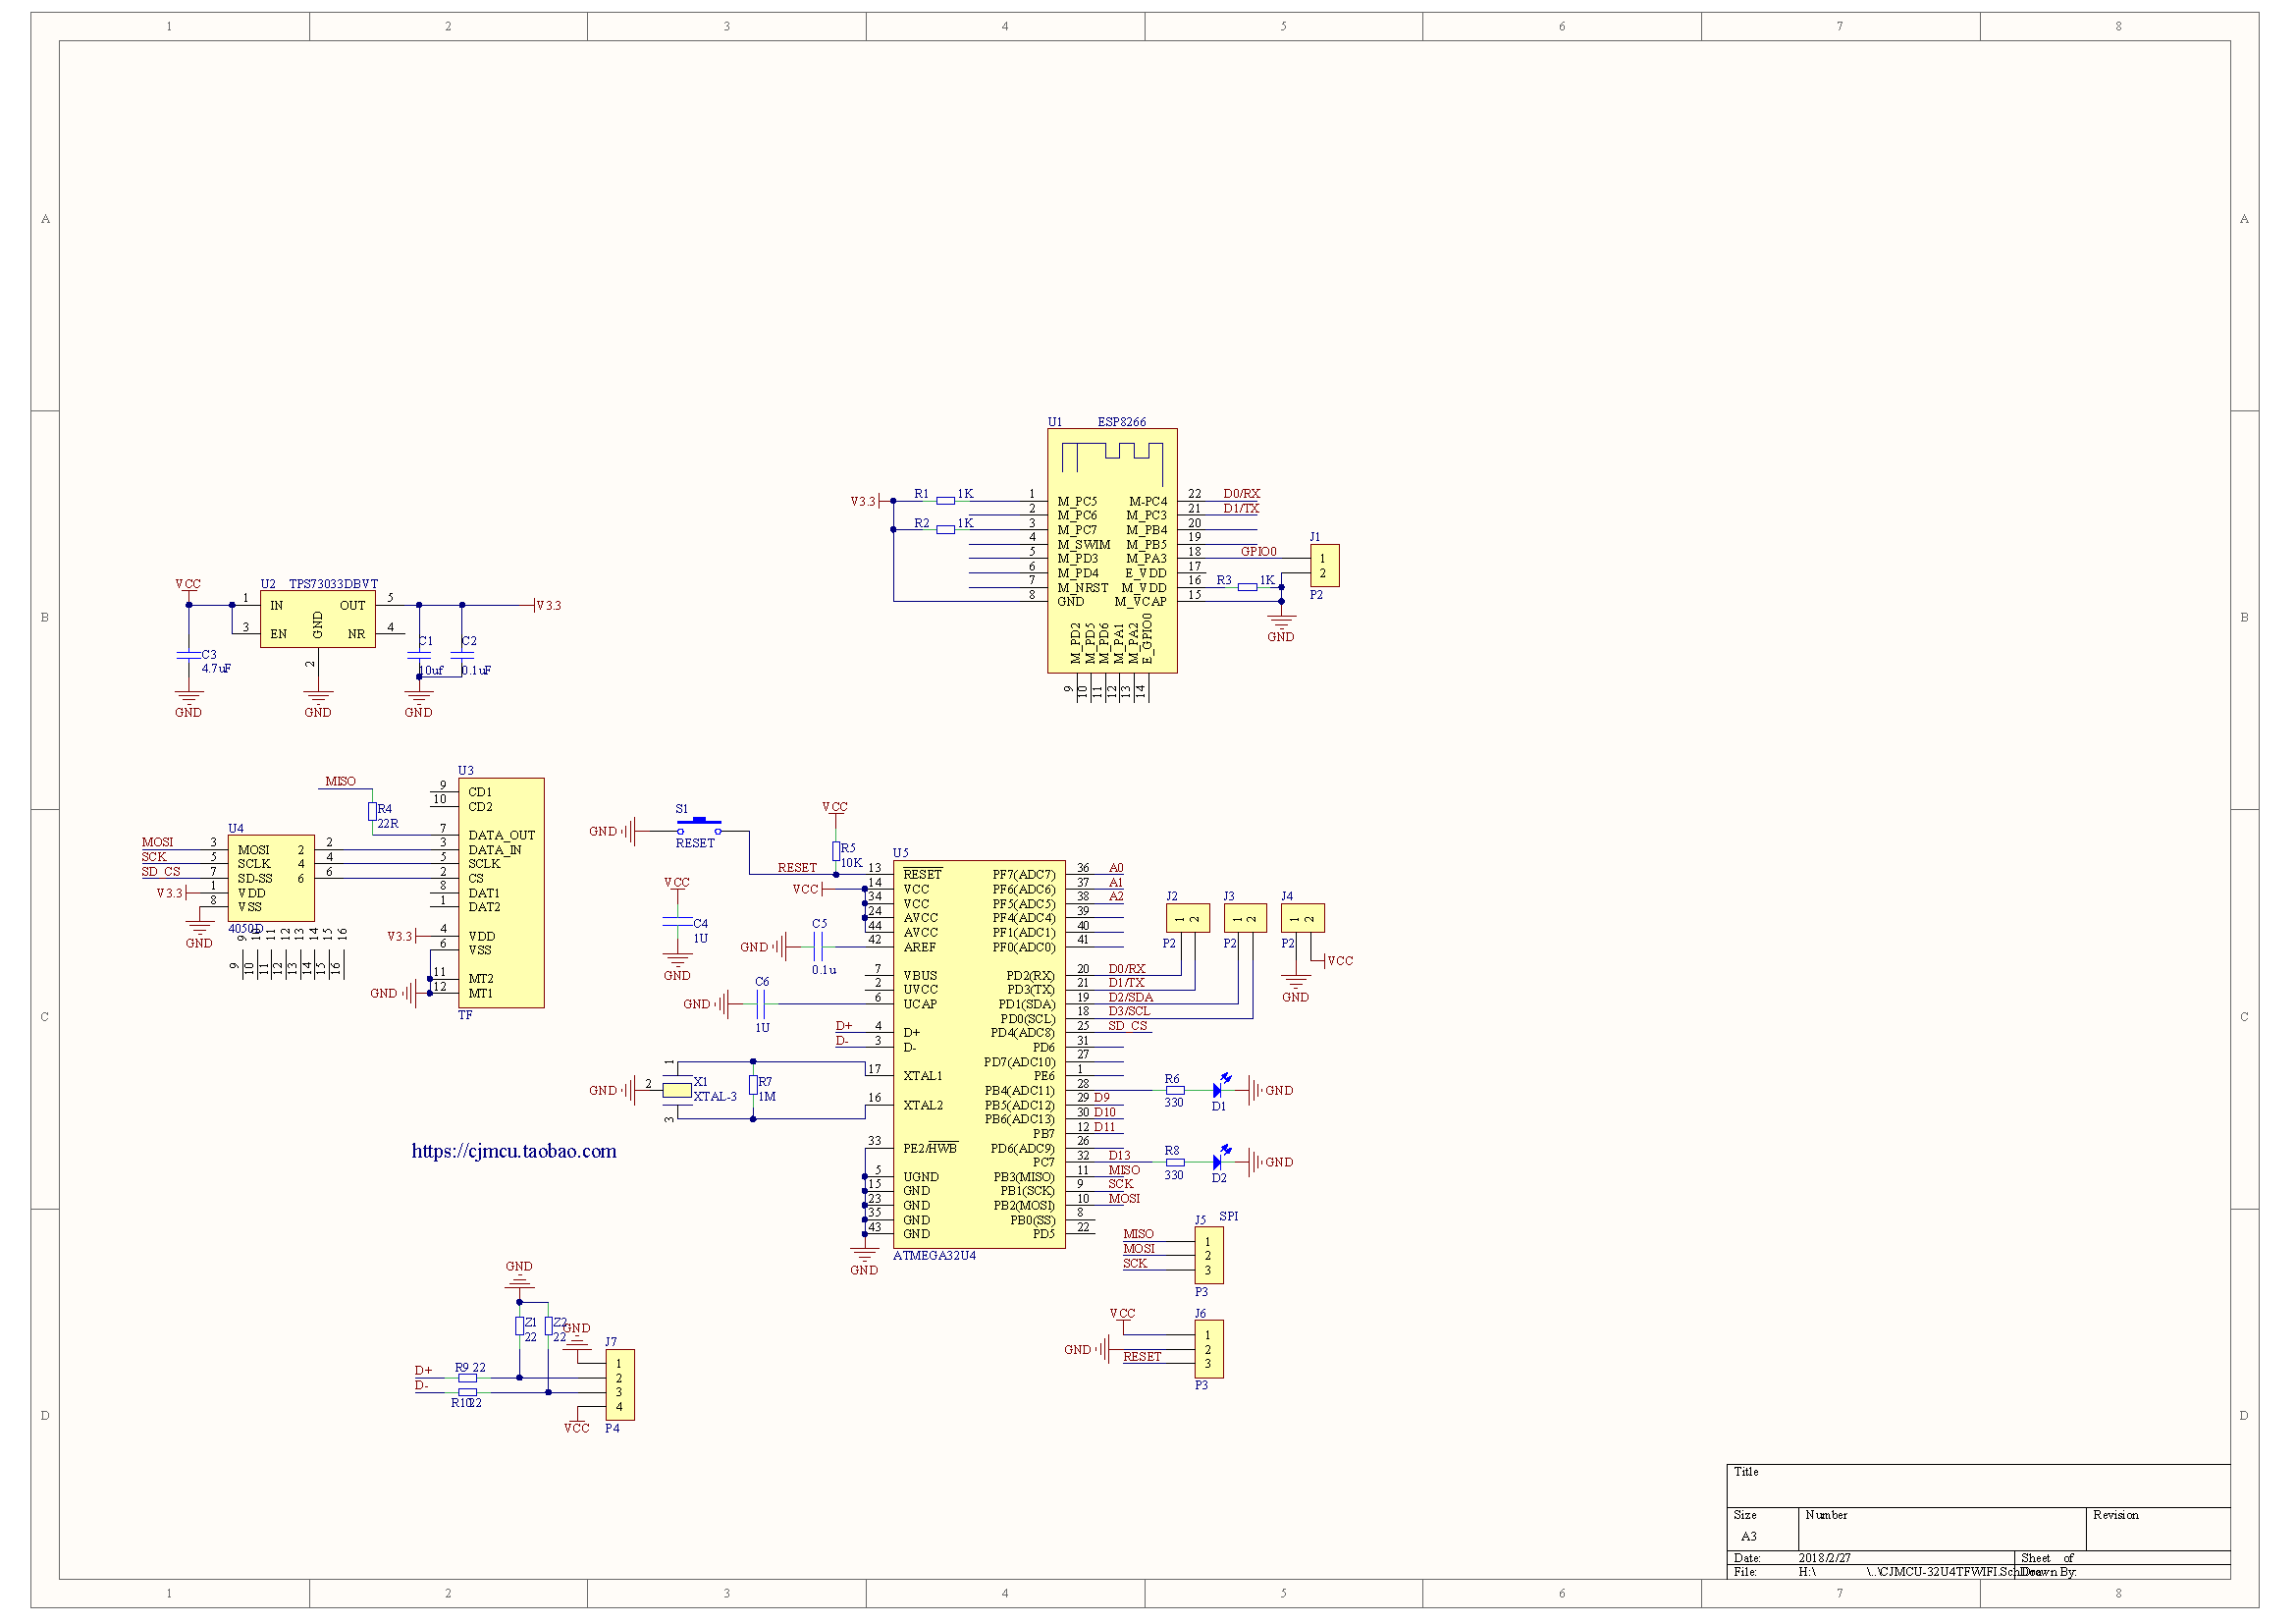 1 2 3 4 5 6 7 8
A A
U1 ESP8266
V3.3 R1 1K 1 M_PC5 M-PC4 22 D0/RX
2 M_PC6 M_PC3 21 D1/TX
R2 1K 3 M_PC7 M_PB4 20
4 M_SWIM M_PB5 19 J1
5 M_PD3 M_PA3 18 GPIO0 1
6 M_PD4 E_VDD 17 2
7 M_NRST M_VDD 16 R3 1K
8 GND M_VCAP 15 P2
GND
M_PD2 M_PD5 M_PD6 M_PA1 M_PA2 E_GPIO0
9 10 11 12 13 14
VCC U2 TPS73033DBVT
1 IN OUT 5 V3.3
3 EN GND NR 4
C1 C2
C3 2
4.7uF 10uf 0.1uF
GND GND GND
B B
U3
MISO 9 CD1
10 CD2
R4
22R
7 DATA_OUT
U4
MOSI 3 MOSI 2 2 3 DATA_IN
SCK 5 SCLK 4 4 5 SCLK
SD_CS 7 SD-SS 6 6 2 CS
V3.3 1 VDD 8 DAT1
8 VSS 1 DAT2
4050D
GND
9 10 11 12 13 14 15 16
9 10 11 12 13 14 15 16
V3.3 4 VDD
6 VSS
11 MT2
GND 12 MT1
TF
S1
GND RESET
VCC
R5
10K
U5
RESET 13 RESET PF7(ADC7) 36 A0
VCC 14 VCC PF6(ADC6) 37 A1
34 VCC PF5(ADC5) 38 A2
24 AVCC PF4(ADC4) 39
44 AVCC PF1(ADC1) 40
42 AREF PF0(ADC0) 41
7 VBUS PD2(RX) 20 D0/RX
2 UVCC PD3(TX) 21 D1/TX
6 UCAP PD1(SDA) 19 D2/SDA
PD0(SCL) 18 D3/SCL
D+ 4 D+ PD4(ADC8) 25 SD_CS
D- 3 D- PD6 31
PD7(ADC10) 27
17 XTAL1 PE6 1
PB4(ADC11) 28
16 XTAL2 PB5(ADC12) 29 D9
PB6(ADC13) 30 D10
PB7 12 D11
33 PE2/HWB PD6(ADC9) 26
PC7 32 D13
5 UGND PB3(MISO) 11 MISO
15 GND PB1(SCK) 9 SCK
23 GND PB2(MOSI) 10 MOSI
35 GND PB0(SS) 8
43 GND PD5 22
ATMEGA32U4
GND
VCC
C4
1U
GND
GND C5
0.1u
GND C6
1U
GND 2 1 X1
XTAL-3
3
R7
1M
J2 J3 J4
1 2 1 2 1 2
P2 P2 P2
VCC
GND
R6
330
D1 GND
R8
330
D2 GND
https://cjmcu.taobao.com
C C
J5 SPI
MISO 1
MOSI 2
SCK 3
P3
VCC J6
1
GND 2
RESET 3
P3
GND
Z1 22 Z2 22 GND J7
1
D+ R9 22 2
D- R10 22 3
4
VCC P4
D D
Title
Size Number Revision
A3
Date: 2018/2/27 Sheet of
File: H:\ \..\CJMCU-32U4TFWIFI.SchDoc Drawn By:
1 2 3 4 5 6 7 8